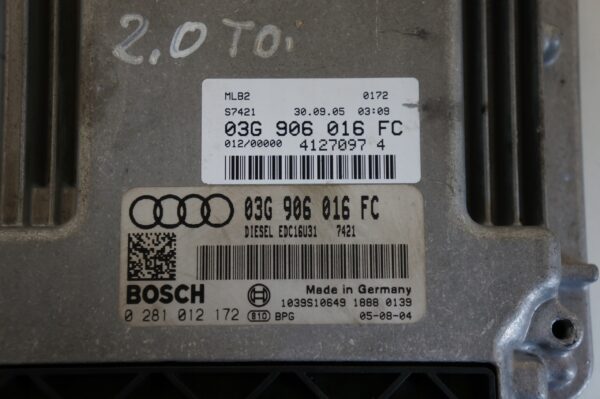 2.0 TDi
MLB2 0172
S7421 30.09.05 03:09
03G 906 016 FC
012/00000 4127097 4
03G 906 016 FC
DIESEL EDC16U31 7421
BOSCH Made in Germany
1039S10649 1888 0139
0 281 012 172 81D BPG 05-08-04